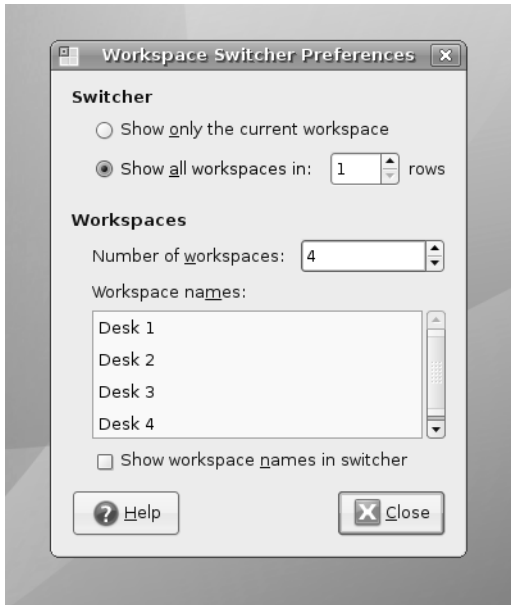 Workspace Switcher Preferences
Switcher
Show only the current workspace
Show all workspaces in: 1 rows
Workspaces
Number of workspaces: 4
Workspace names:
Desk 1
Desk 2
Desk 3
Desk 4
Show workspace names in switcher
Help Close